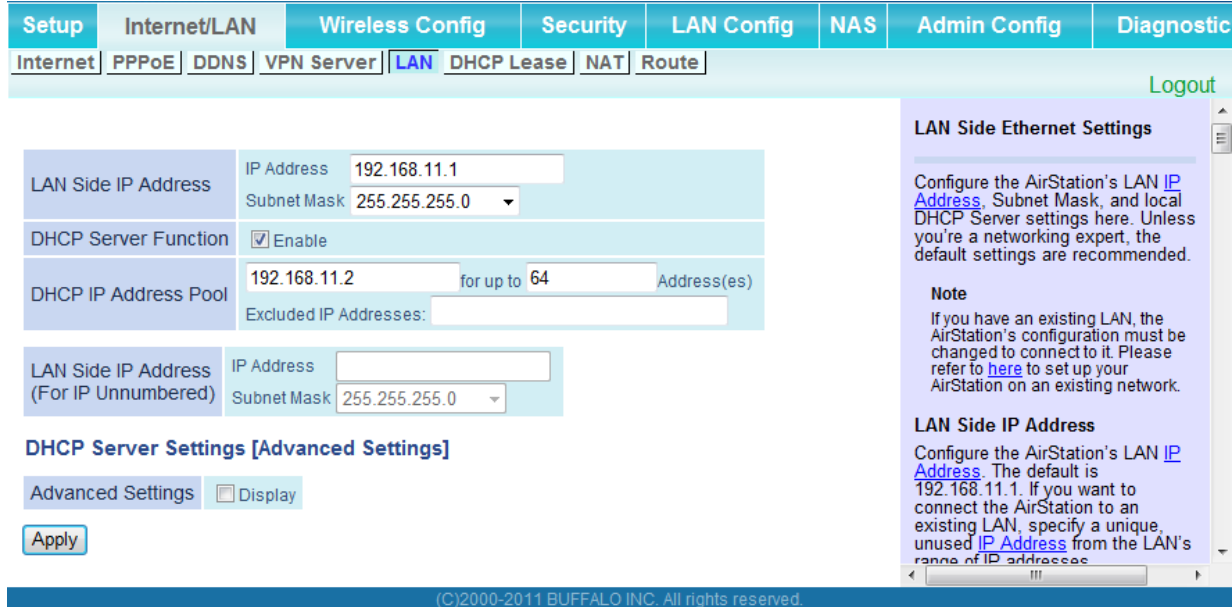 Setup Internet/LAN Wireless Config Security LAN Config NAS Admin Config Diagnostic
Internet PPPoE DDNS VPN Server LAN DHCP Lease NAT Route
Logout
LAN Side IP Address
IP Address 192.168.11.1
Subnet Mask 255.255.255.0
DHCP Server Function Enable
DHCP IP Address Pool
192.168.11.2 for up to 64 Address(es)
Excluded IP Addresses:
LAN Side IP Address
(For IP Unnumbered)
IP Address
Subnet Mask 255.255.255.0
DHCP Server Settings [Advanced Settings]
Advanced Settings Display
Apply
LAN Side Ethernet Settings
Configure the AirStation's LAN IP
Address, Subnet Mask, and local
DHCP Server settings here. Unless
you're a networking expert, the
default settings are recommended.
Note
If you have an existing LAN, the
AirStation's configuration must be
changed to connect to it. Please
refer to here to set up your
AirStation on an existing network.
LAN Side IP Address
Configure the AirStation's LAN IP
Address. The default is
192.168.11.1. If you want to
connect the AirStation to an
existing LAN, specify a unique,
unused IP Address from the LAN's
range of IP addresses
(C)2000-2011 BUFFALO INC. All rights reserved.